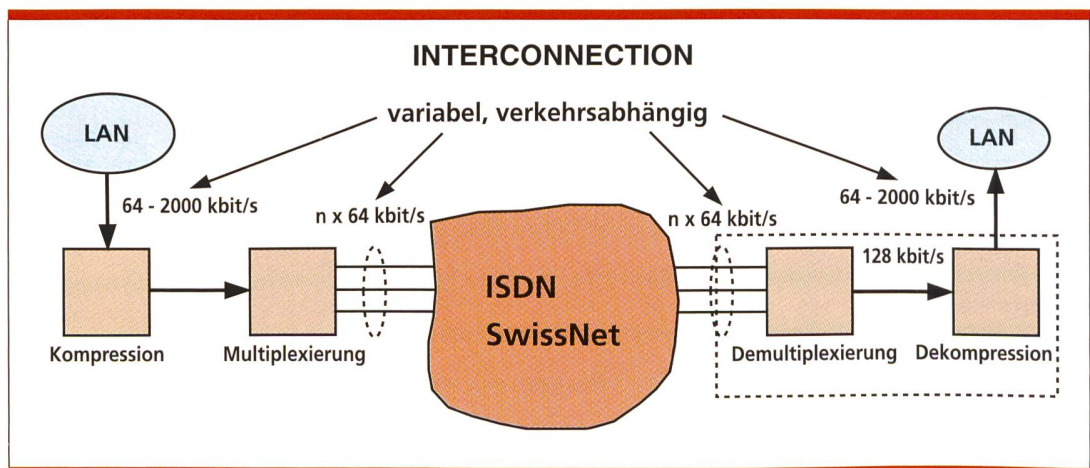 INTERCONNECTION
variabel, verkehrsabhängig
LAN
LAN
64 - 2000 kbit/s
n x 64 kbit/s
n x 64 kbit/s
64 - 2000 kbit/s
128 kbit/s
ISDN
SwissNet
Kompression
Multiplexierung
Demultiplexierung
Dekompression